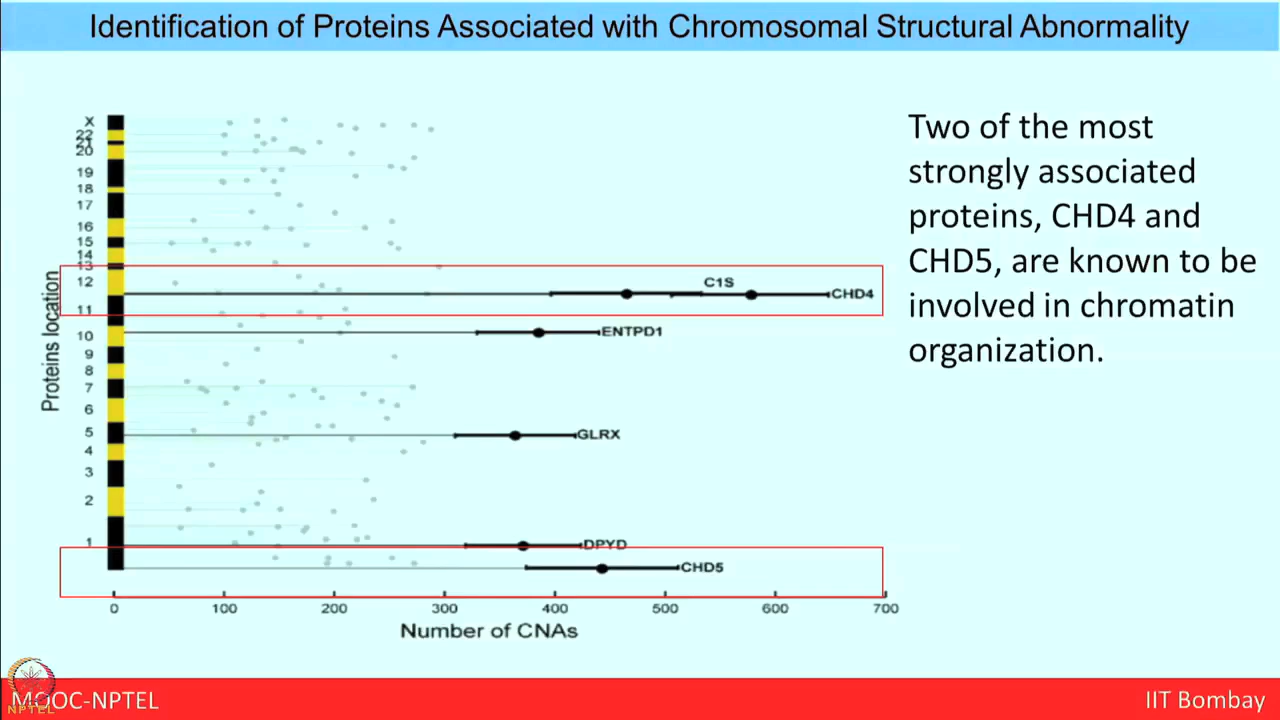 Identification of Proteins Associated with Chromosomal Structural Abnormality
Two of the most
strongly associated
proteins, CHD4 and
CHD5, are known to be
involved in chromatin
organization.
Proteins location
X
22
21
20
19
18
17
16
15
14
13
12
11
10
9
8
7
6
5
4
3
2
1
C1S
CHD4
ENTPD1
GLRX
DPYD
CHD5
0 100 200 300 400 500 600 700
Number of CNAs
MOOC-NPTEL
NPTEL
IIT Bombay